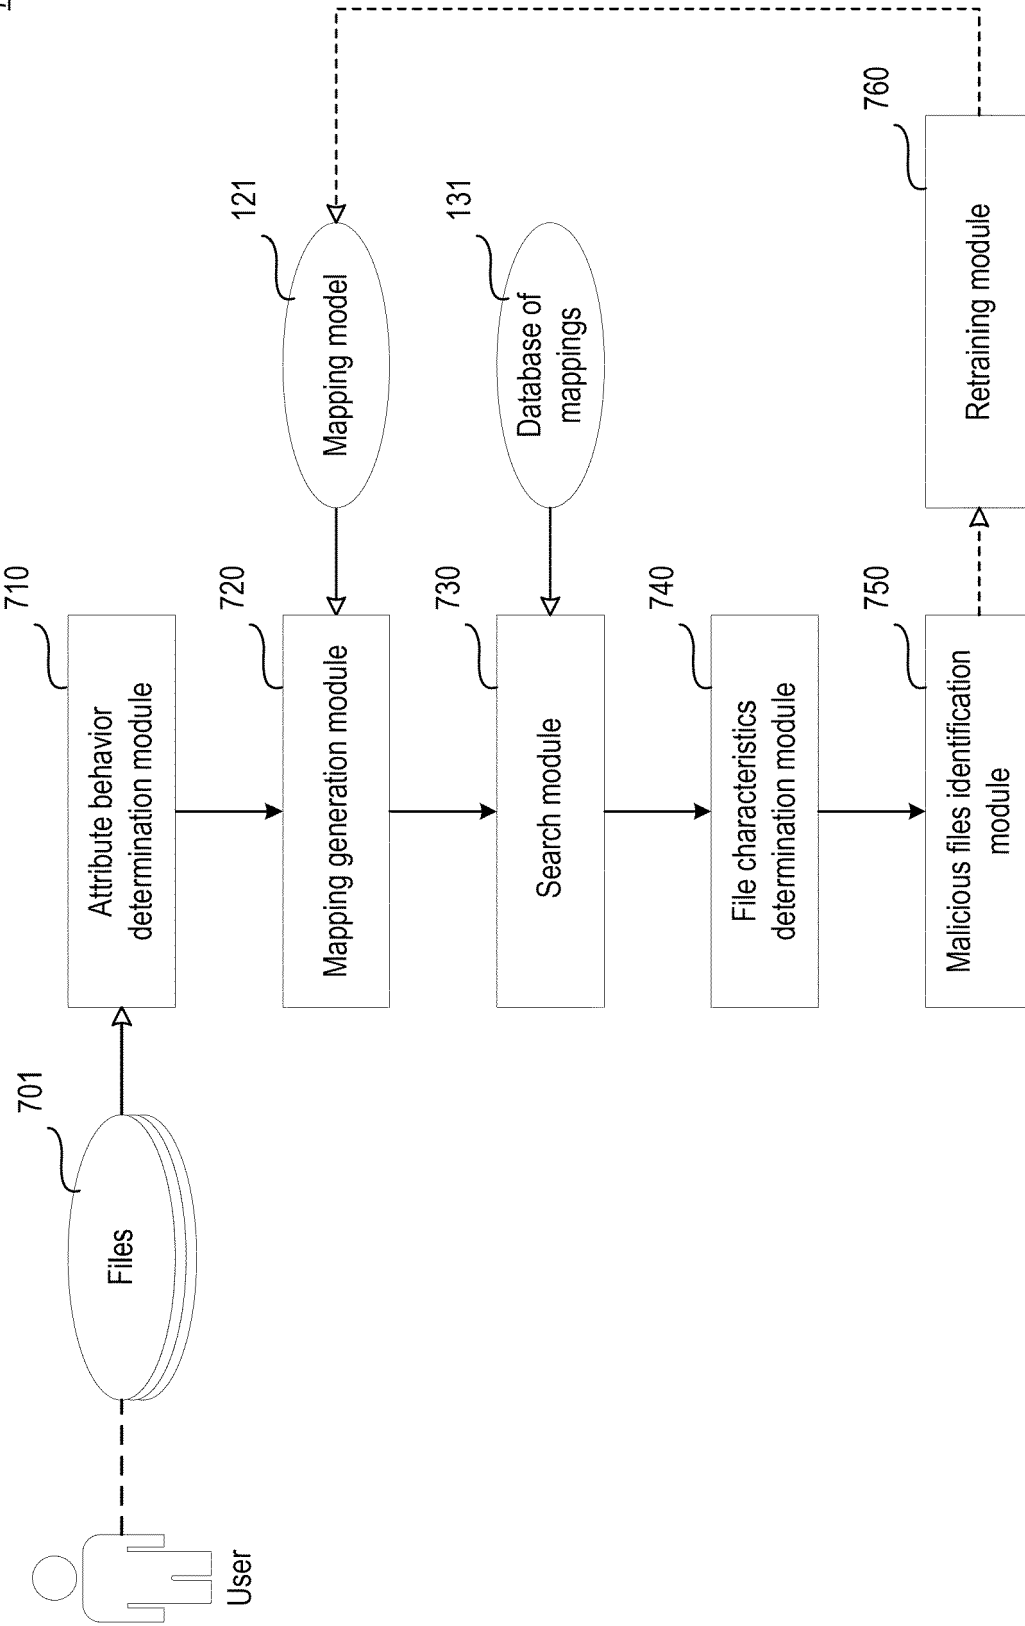 User
Files
701
Attribute behavior
determination module
710
Mapping generation module
720
Mapping model
121
Search module
730
Database of
mappings
131
File characteristics
determination module
740
Malicious files identification
module
750
Retraining module
760